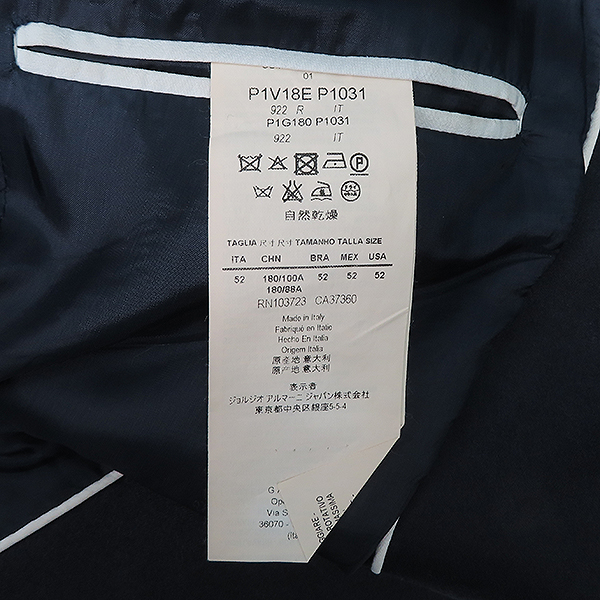 01
P1V18E P1031
922 R IT
P1G180 P1031
922 IT
自然乾燥
TAGLIA 尺寸 尺寸 TAMANHO TALLA SIZE
ITA CHN BRA MEX USA
52 180/100A 52 52 52
180/88A
RN103723 CA37360
Made in Italy
Fabriqué en Italie
Hecho En Italia
Origem Italia
原産地意大利
原产地意大利
表示者
ジョルジオ アルマーニ ジャパン株式会社
東京都中央区銀座5-5-4
G
Via S
36070 -